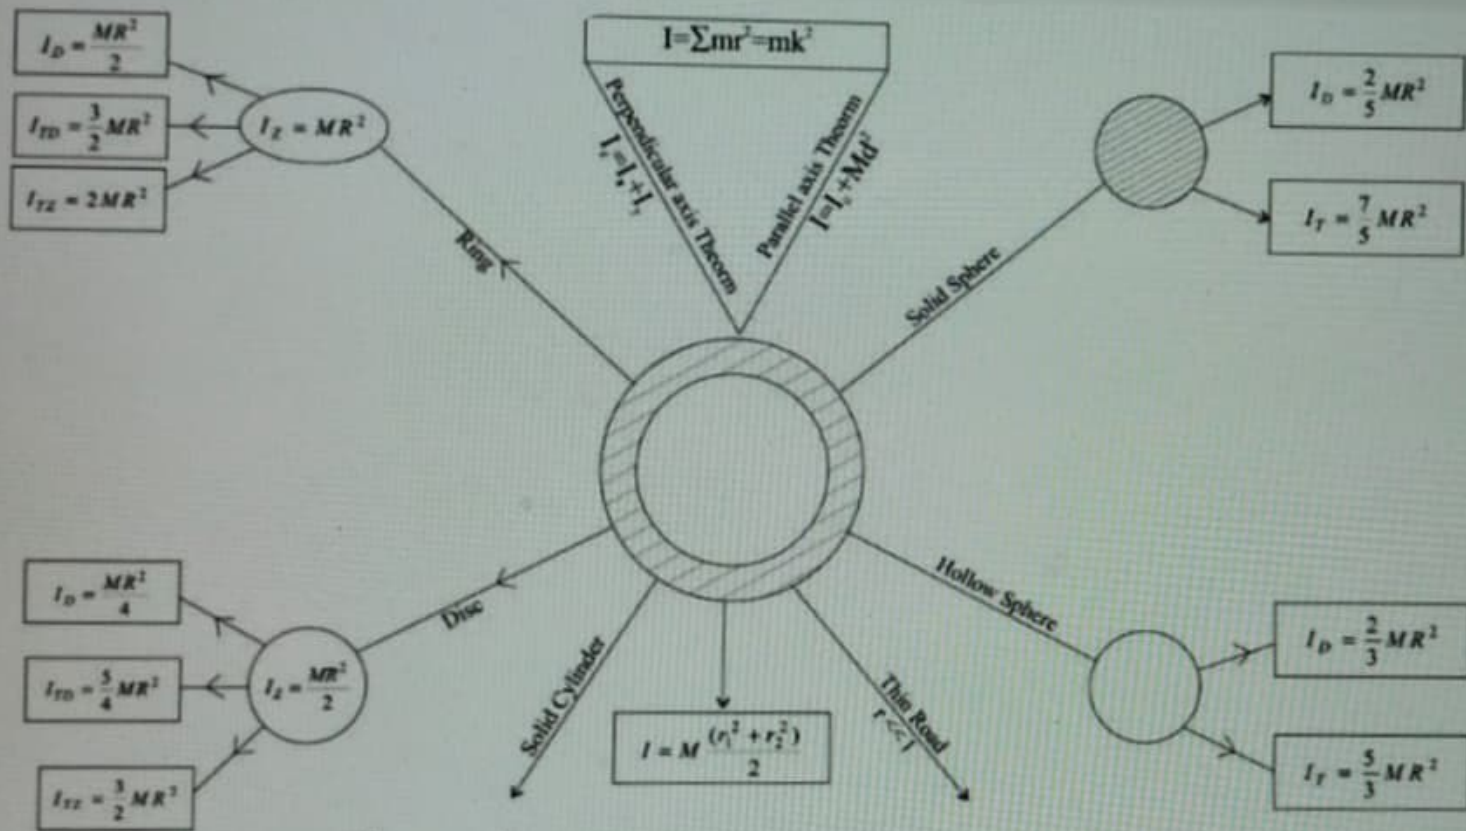 I=∑mr²=mk²
Perpendicular axis Theorm
I_z=I_x+I_y
Parallel axis Theorm
I=I_c+Md²
Ring
I_Z = MR²
I_D = MR²/2
I_TD = 3/2 MR²
I_TZ = 2MR²
Solid Sphere
I_D = 2/5 MR²
I_T = 7/5 MR²
Disc
I_Z = MR²/2
I_D = MR²/4
I_TD = 5/4 MR²
I_TZ = 3/2 MR²
Solid Cylinder
I = M (r₁² + r₂²)/2
Thin Road
r << l
Hollow Sphere
I_D = 2/3 MR²
I_T = 5/3 MR²